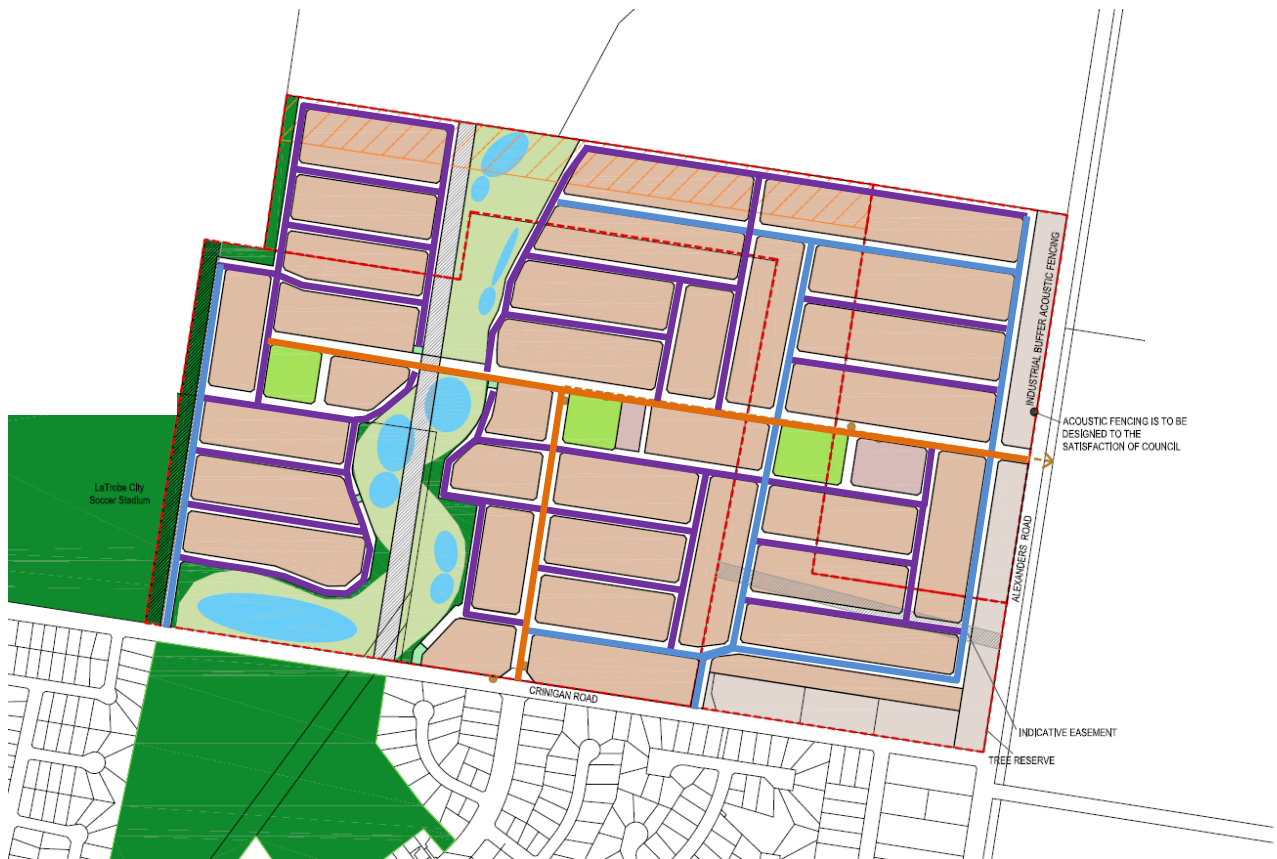 INDUSTRIAL BUFFER ACOUSTIC FENCING
ACOUSTIC FENCING IS TO BE
DESIGNED TO THE
SATISFACTION OF COUNCIL
LaTrobe City
Soccer Stadium
ALEXANDERS ROAD
CRINIGAN ROAD
INDICATIVE EASEMENT
TREE RESERVE